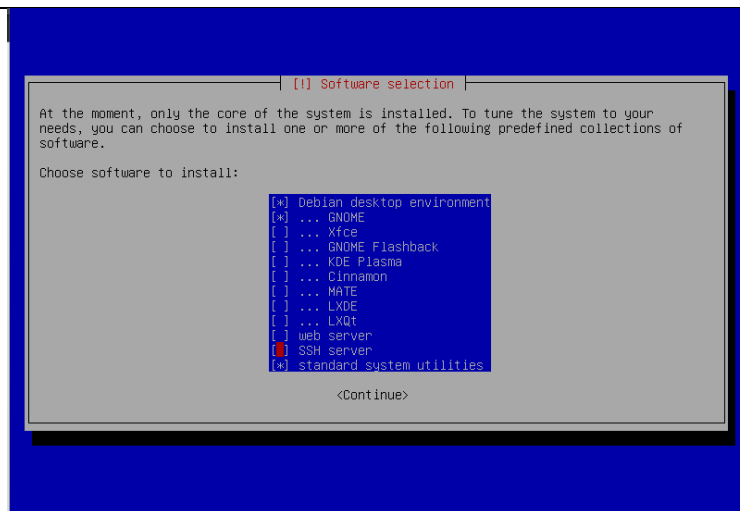 [!] Software selection
At the moment, only the core of the system is installed. To tune the system to your
needs, you can choose to install one or more of the following predefined collections of
software.
Choose software to install:
[*] Debian desktop environment
[*] ... GNOME
[ ] ... Xfce
[ ] ... GNOME Flashback
[ ] ... KDE Plasma
[ ] ... Cinnamon
[ ] ... MATE
[ ] ... LXDE
[ ] ... LXQt
[ ] web server
[ ] SSH server
[*] standard system utilities
<Continue>